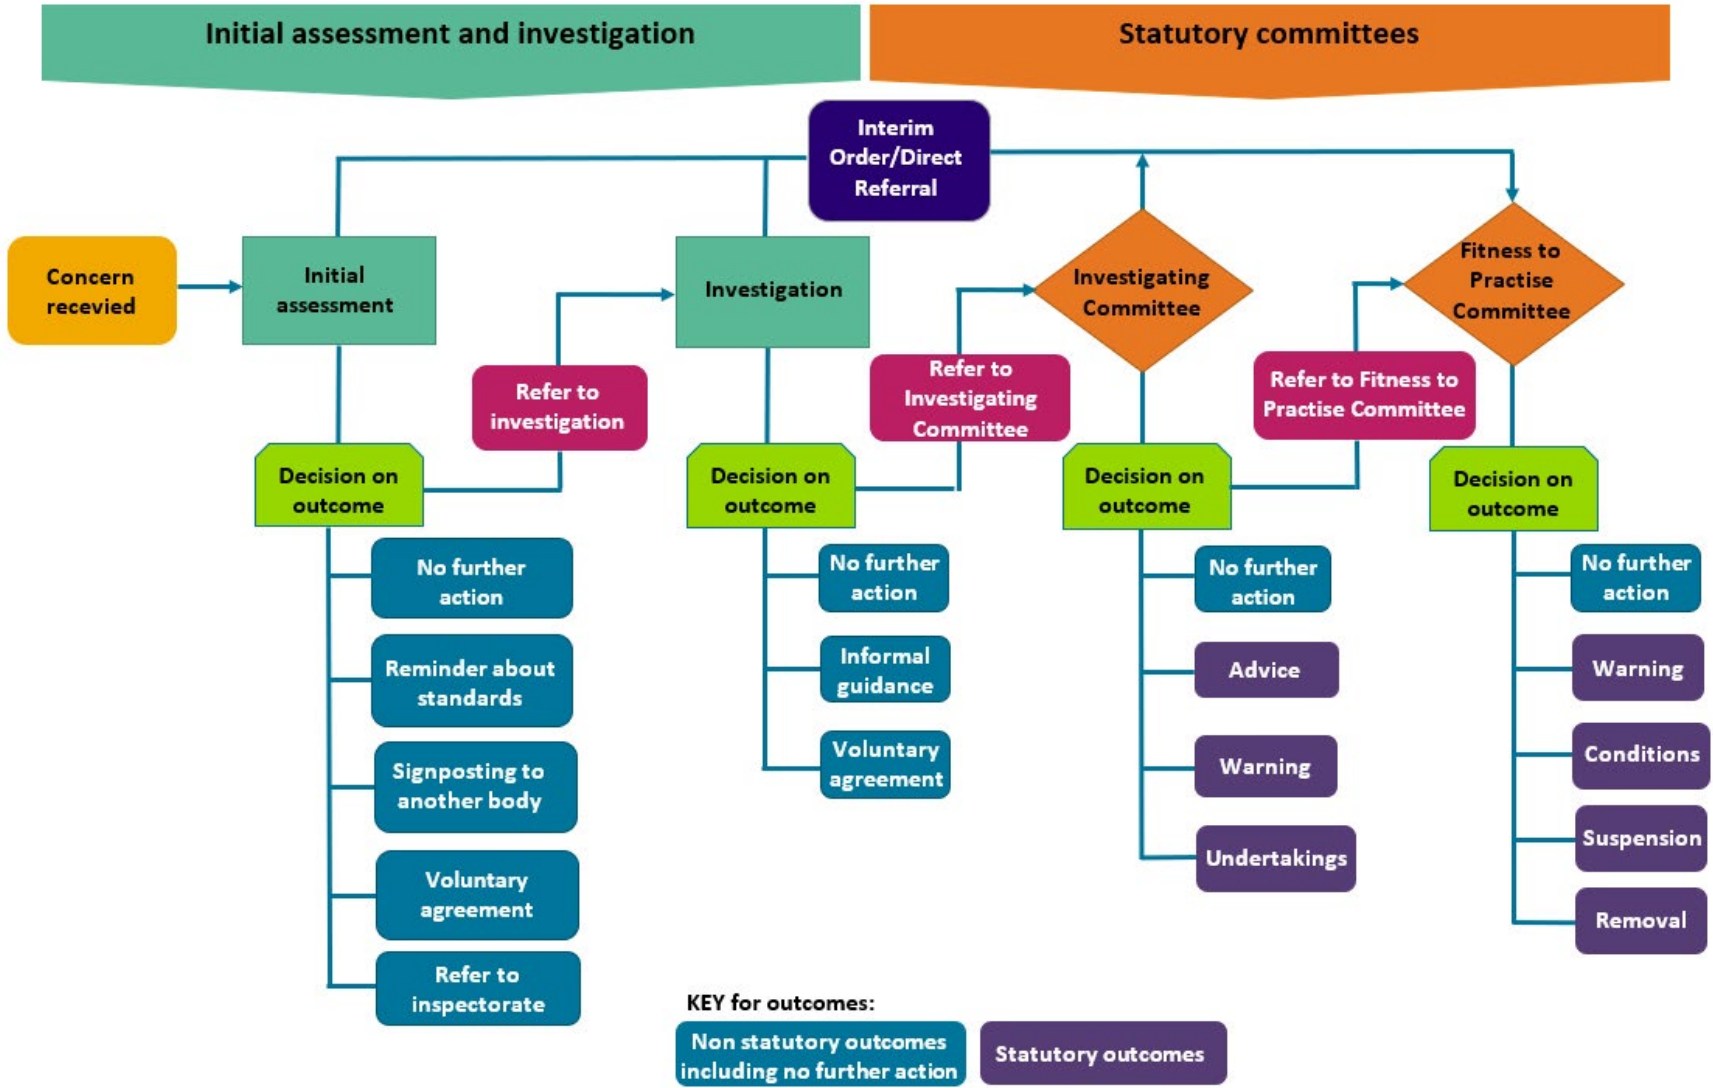 Initial assessment and investigation
Statutory committees
Interim
Order/Direct
Referral
Concern
recevied
Initial
assessment
Investigation
Investigating
Committee
Fitness to
Practise
Committee
Refer to
investigation
Refer to
Investigating
Committee
Refer to Fitness to
Practise Committee
Decision on
outcome
Decision on
outcome
Decision on
outcome
Decision on
outcome
No further
action
Reminder about
standards
Signposting to
another body
Voluntary
agreement
Refer to
inspectorate
No further
action
Informal
guidance
Voluntary
agreement
No further
action
Advice
Warning
Undertakings
No further
action
Warning
Conditions
Suspension
Removal
KEY for outcomes:
Non statutory outcomes
including no further action
Statutory outcomes